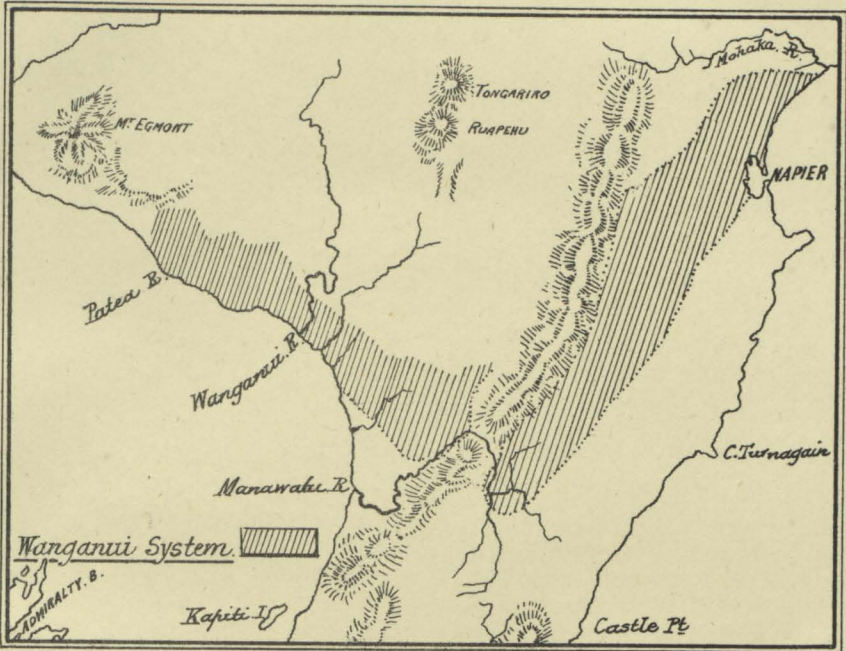 Mohaka. R.
TONGARIRO
Mᵀ EGMONT
RUAPEHU
NAPIER
Patea R.
Wanganui. R.
C. Turnagain
Manawatu. R
Wanganui System.
ADMIRALTY. B.
Kapiti I.
Castle Pt